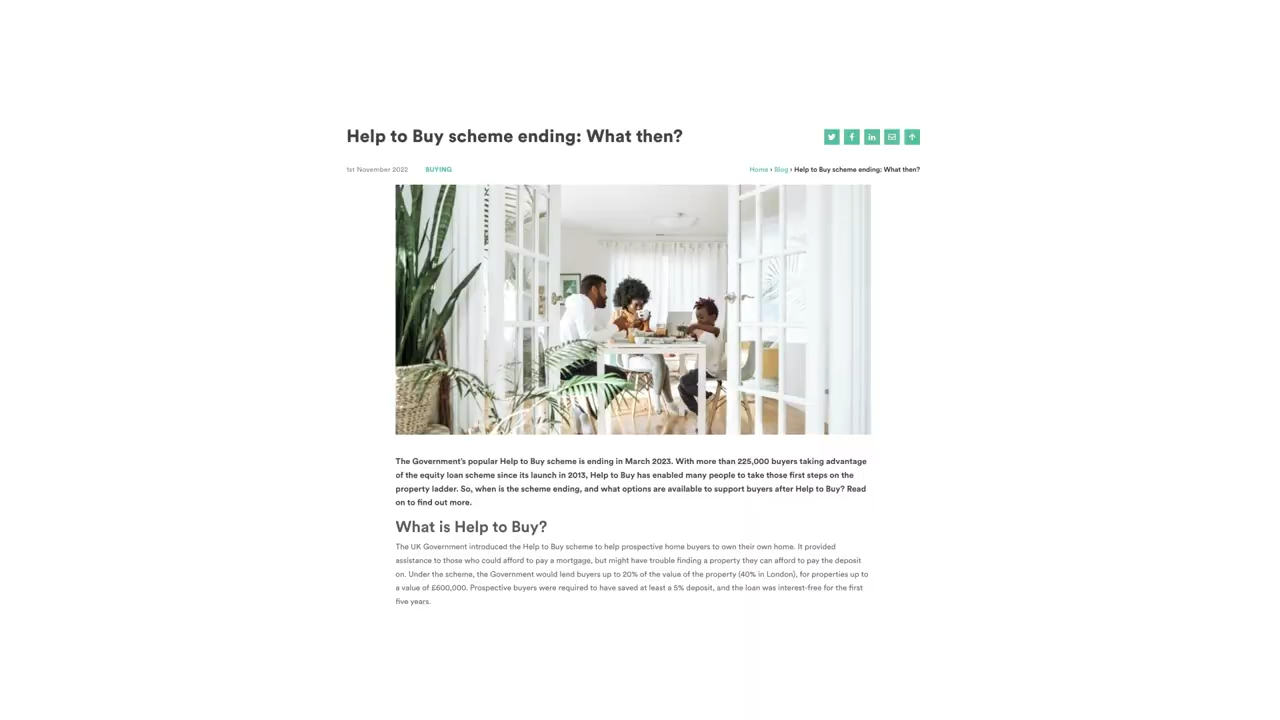 Help to Buy scheme ending: What then?
1st November 2022 BUYING
Home › Blog › Help to Buy scheme ending: What then?
The Government's popular Help to Buy scheme is ending in March 2023. With more than 225,000 buyers taking advantage
of the equity loan scheme since its launch in 2013, Help to Buy has enabled many people to take those first steps on the
property ladder. So, when is the scheme ending, and what options are available to support buyers after Help to Buy? Read
on to find out more.
What is Help to Buy?
The UK Government introduced the Help to Buy scheme to help prospective home buyers to own their own home. It provided
assistance to those who could afford to pay a mortgage, but might have trouble finding a property they can afford to pay the deposit
on. Under the scheme, the Government would lend buyers up to 20% of the value of the property (40% in London), for properties up to
a value of £600,000. Prospective buyers were required to have saved at least a 5% deposit, and the loan was interest-free for the first
five years.